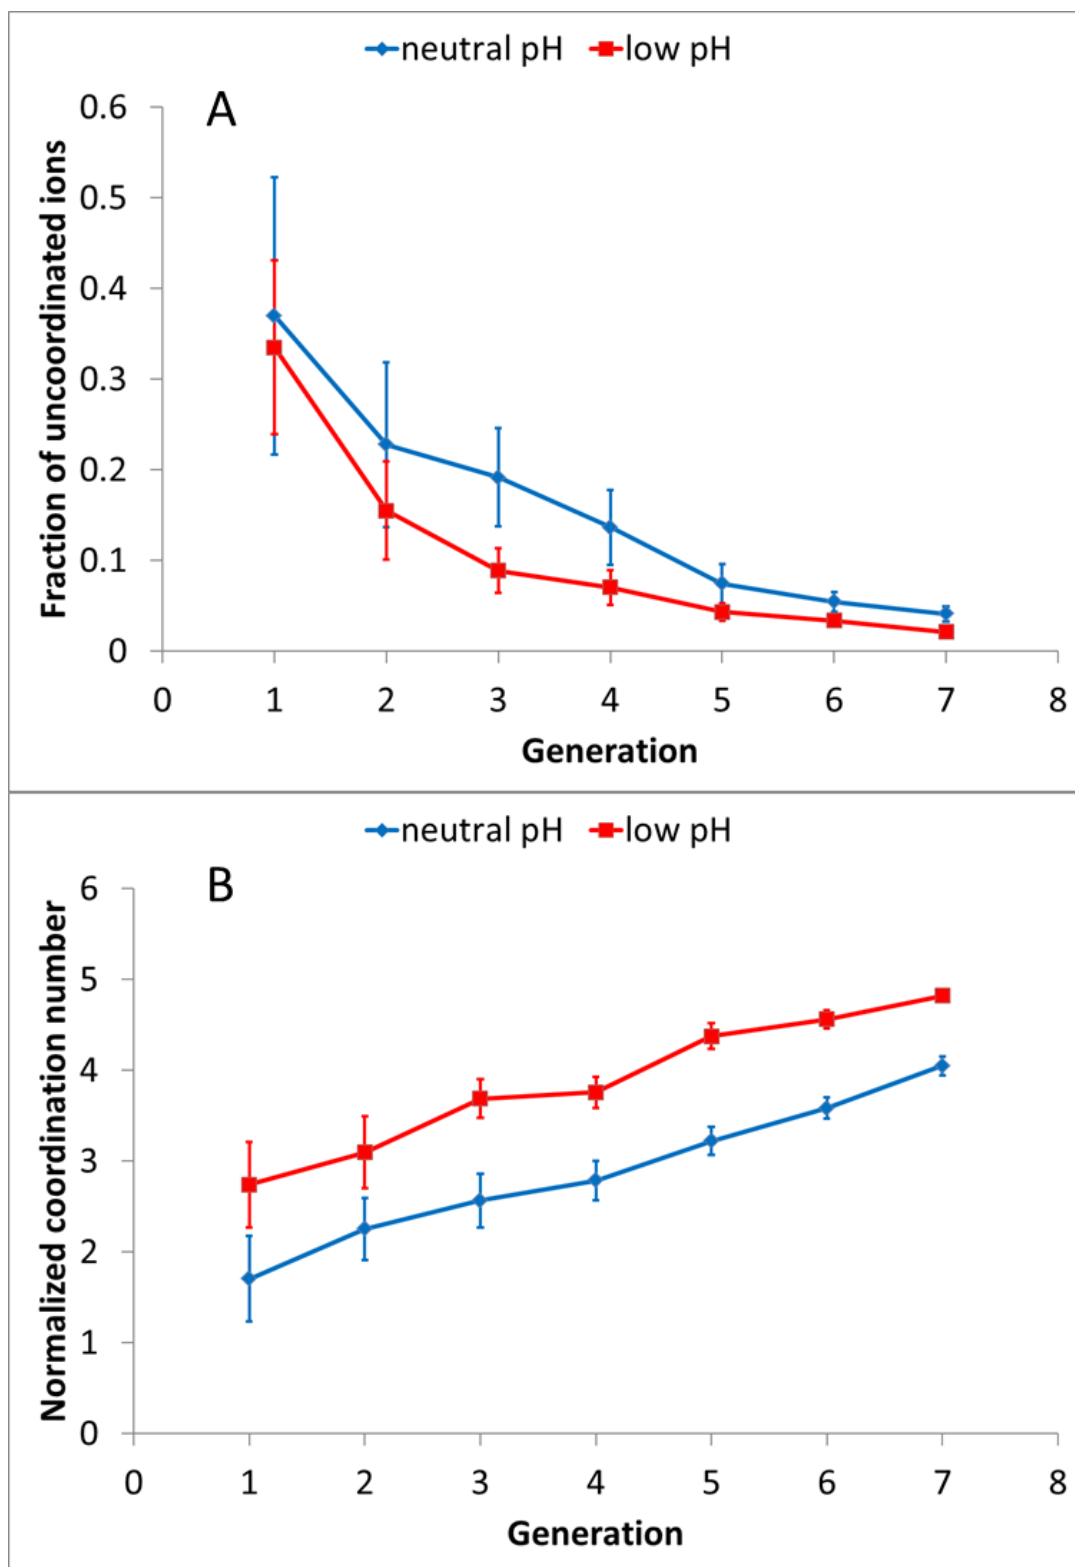 neutral pH low pH
A
0.6
0.5
0.4
0.3
0.2
0.1
0
Fraction of uncoordinated ions
0 1 2 3 4 5 6 7 8
Generation
neutral pH low pH
B
6
5
4
3
2
1
0
Normalized coordination number
0 1 2 3 4 5 6 7 8
Generation